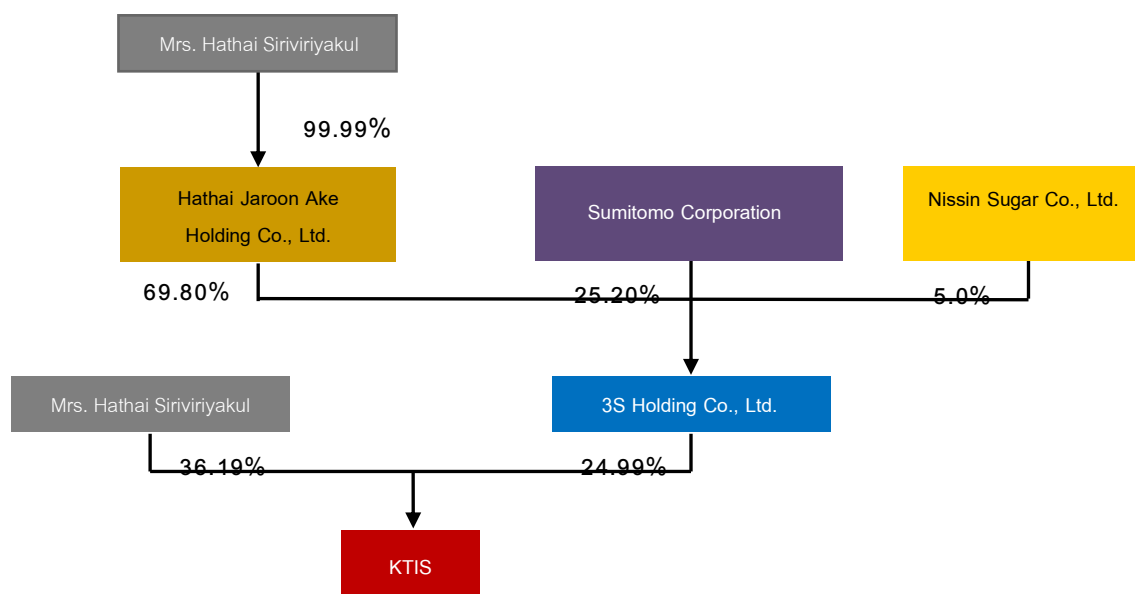 Mrs. Hathai Siriviriyakul
99.99%
Hathai Jaroon Ake
Holding Co., Ltd.
Sumitomo Corporation
Nissin Sugar Co., Ltd.
69.80%
25.20%
5.0%
Mrs. Hathai Siriviriyakul
3S Holding Co., Ltd.
36.19%
24.99%
KTIS